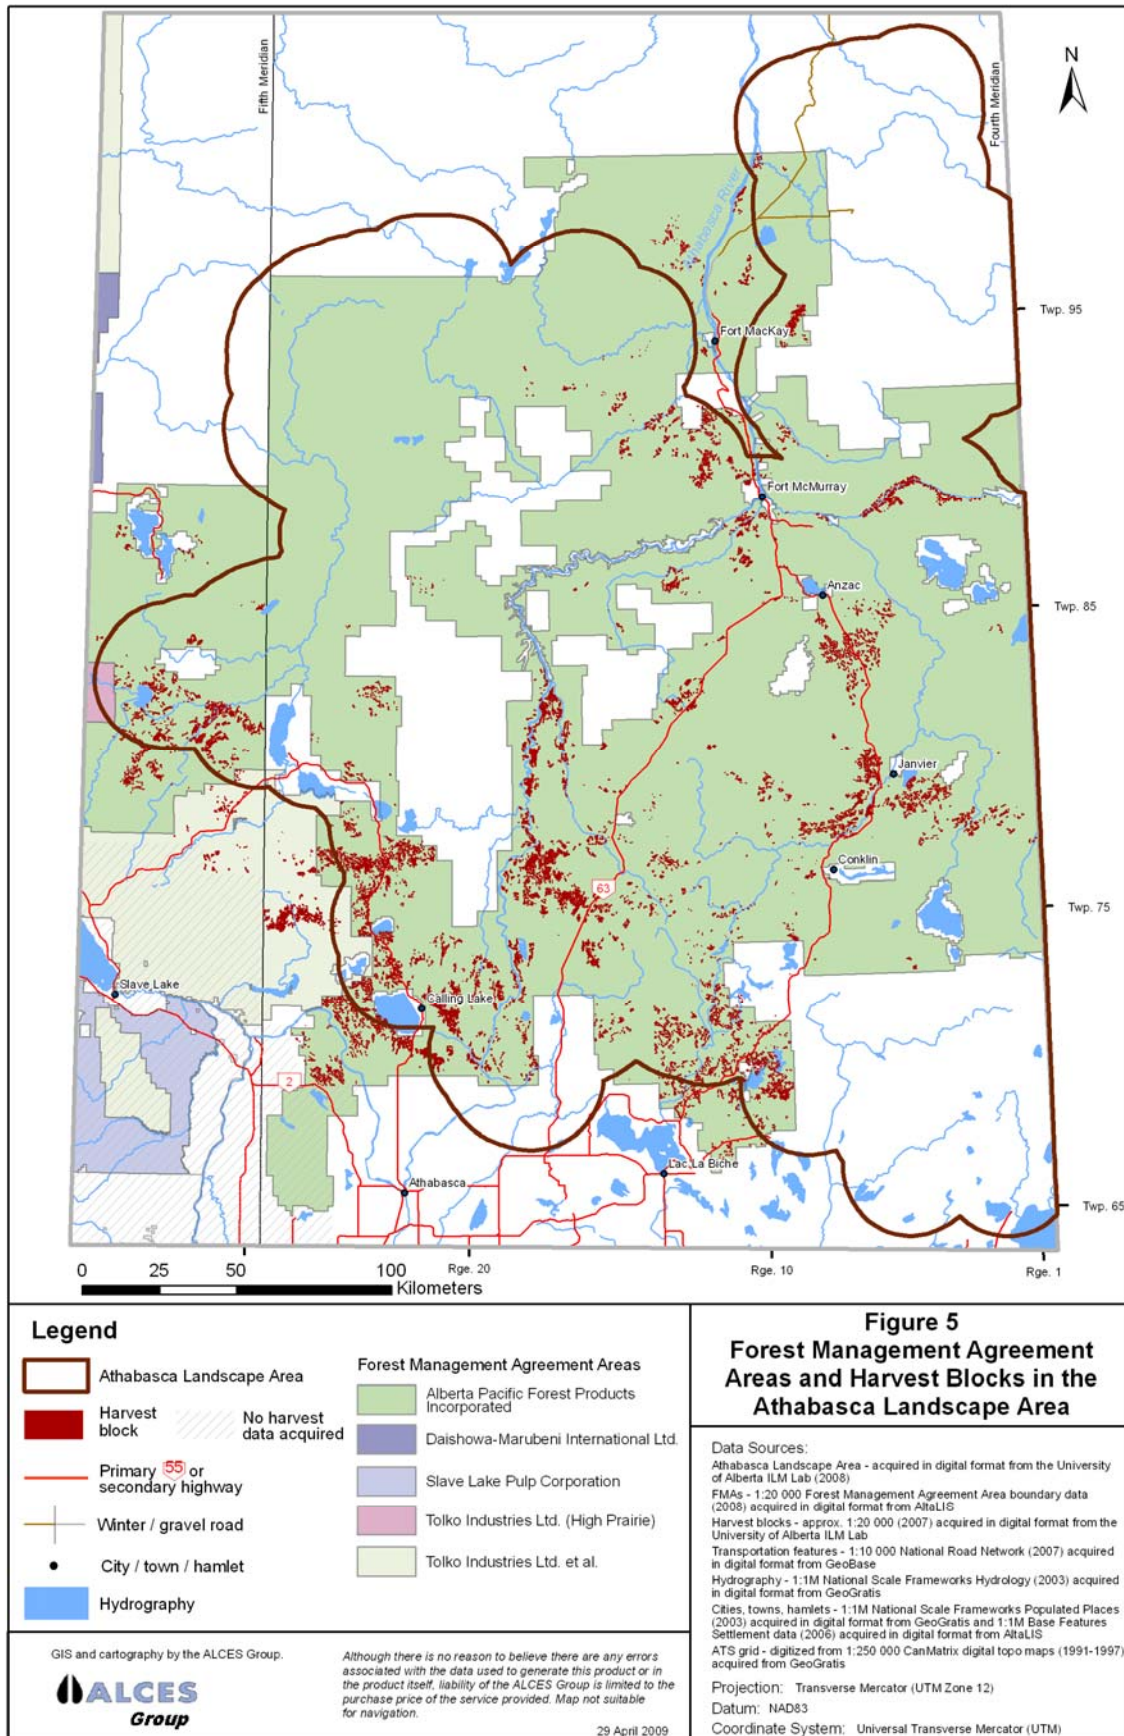 N
Fifth Meridian
Fourth Meridian
Athabasca River
Twp. 95
Fort MacKay
Fort McMurray
Anzac
Twp. 85
Janvier
Conklin
63
Twp. 75
Slave Lake
Calling Lake
2
Lac La Biche
Athabasca
Twp. 65
0 25 50 100
Kilometers
Rge. 20
Rge. 10
Rge. 1
Legend
Athabasca Landscape Area
Harvest
block
No harvest
data acquired
Primary 55 or
secondary highway
Winter / gravel road
City / town / hamlet
Hydrography
Forest Management Agreement Areas
Alberta Pacific Forest Products
Incorporated
Daishowa-Marubeni International Ltd.
Slave Lake Pulp Corporation
Tolko Industries Ltd. (High Prairie)
Tolko Industries Ltd. et al.
GIS and cartography by the ALCES Group.
ALCES
Group
Although there is no reason to believe there are any errors
associated with the data used to generate this product or in
the product itself, liability of the ALCES Group is limited to the
purchase price of the service provided. Map not suitable
for navigation.
29 April 2009
Figure 5
Forest Management Agreement
Areas and Harvest Blocks in the
Athabasca Landscape Area
Data Sources:
Athabasca Landscape Area - acquired in digital format from the University
of Alberta ILM Lab (2008)
FMAs - 1:20 000 Forest Management Agreement Area boundary data
(2008) acquired in digital format from AltaLIS
Harvest blocks - approx. 1:20 000 (2007) acquired in digital format from the
University of Alberta ILM Lab
Transportation features - 1:10 000 National Road Network (2007) acquired
in digital format from GeoBase
Hydrography - 1:1M National Scale Frameworks Hydrology (2003) acquired
in digital format from GeoGratis
Cities, towns, hamlets - 1:1M National Scale Frameworks Populated Places
(2003) acquired in digital format from GeoGratis and 1:1M Base Features
Settlement data (2006) acquired in digital format from AltaLIS
ATS grid - digitized from 1:250 000 CanMatrix digital topo maps (1991-1997)
acquired from GeoGratis
Projection: Transverse Mercator (UTM Zone 12)
Datum: NAD83
Coordinate System: Universal Transverse Mercator (UTM)